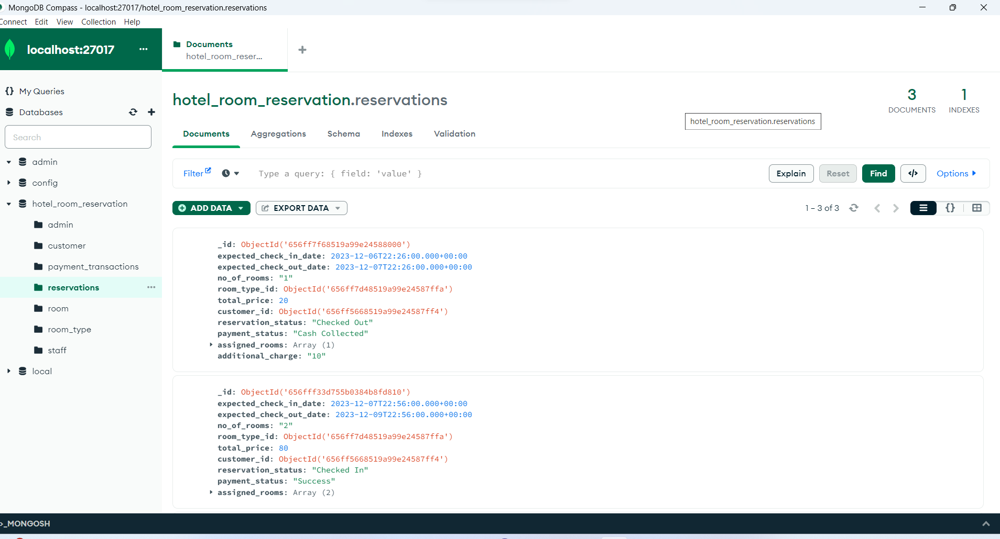 MongoDB Compass - localhost:27017/hotel_room_reservation.reservations
Connect Edit View Collection Help
localhost:27017 ...
Documents
hotel_room_reser...
My Queries
Databases
Search
admin
config
hotel_room_reservation
admin
customer
payment_transactions
reservations
room
room_type
staff
local
hotel_room_reservation.reservations
3
DOCUMENTS
1
INDEXES
hotel_room_reservation.reservations
Documents Aggregations Schema Indexes Validation
Filter Type a query: { field: 'value' } Explain Reset Find </> Options
ADD DATA EXPORT DATA 1 – 3 of 3 {}
_id: ObjectId('656ff7f68519a99e24588000')
expected_check_in_date: 2023-12-06T22:26:00.000+00:00
expected_check_out_date: 2023-12-07T22:26:00.000+00:00
no_of_rooms: "1"
room_type_id: ObjectId('656ff7d48519a99e24587ffa')
total_price: 20
customer_id: ObjectId('656ff5668519a99e24587ff4')
reservation_status: "Checked Out"
payment_status: "Cash Collected"
assigned_rooms: Array (1)
additional_charge: "10"
_id: ObjectId('656fff33d755b0384b8fd810')
expected_check_in_date: 2023-12-07T22:56:00.000+00:00
expected_check_out_date: 2023-12-09T22:56:00.000+00:00
no_of_rooms: "2"
room_type_id: ObjectId('656ff7d48519a99e24587ffa')
total_price: 80
customer_id: ObjectId('656ff5668519a99e24587ff4')
reservation_status: "Checked In"
payment_status: "Success"
assigned_rooms: Array (2)
>_MONGOSH